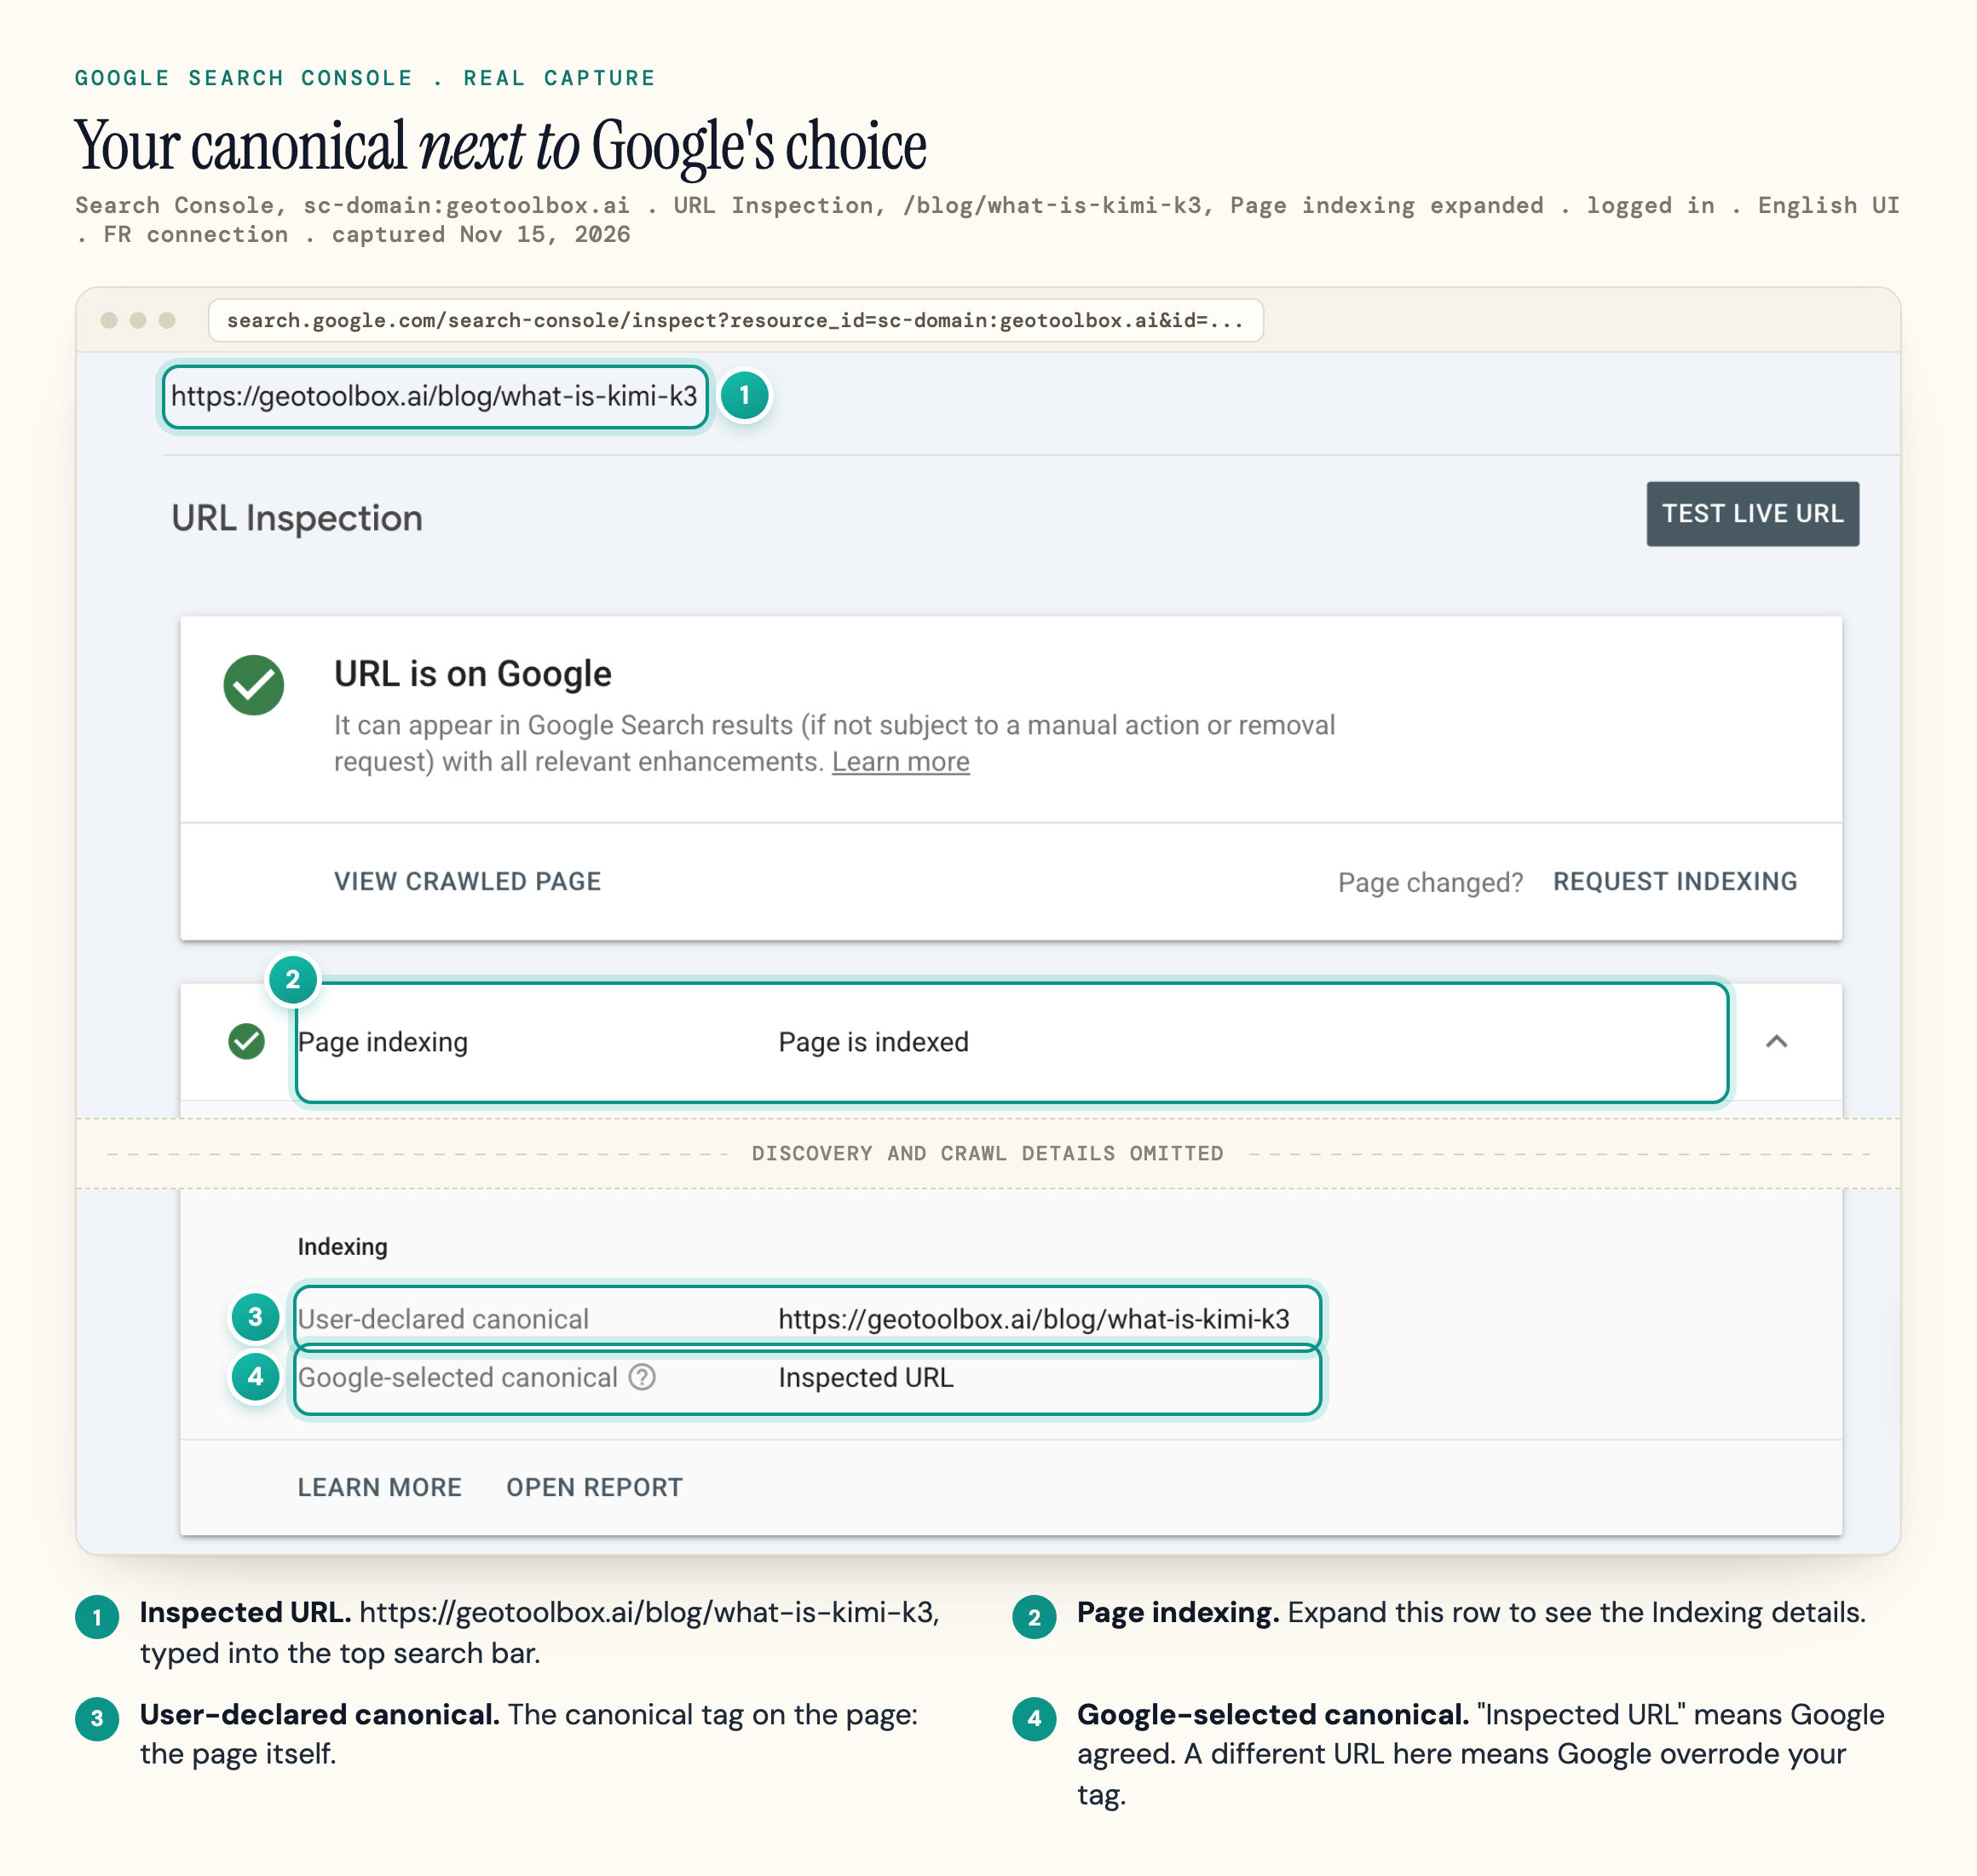 GOOGLE SEARCH CONSOLE . REAL CAPTURE
Your canonical next to Google's choice
Search Console, sc-domain:geotoolbox.ai . URL Inspection, /blog/what-is-kimi-k3, Page indexing expanded . logged in . English UI
. FR connection . captured Nov 15, 2026
search.google.com/search-console/inspect?resource_id=sc-domain:geotoolbox.ai&id=...
https://geotoolbox.ai/blog/what-is-kimi-k3 1
URL Inspection
TEST LIVE URL
URL is on Google
It can appear in Google Search results (if not subject to a manual action or removal
request) with all relevant enhancements. Learn more
VIEW CRAWLED PAGE
Page changed? REQUEST INDEXING
2
Page indexing Page is indexed
DISCOVERY AND CRAWL DETAILS OMITTED
Indexing
3 User-declared canonical https://geotoolbox.ai/blog/what-is-kimi-k3
4 Google-selected canonical ? Inspected URL
LEARN MORE OPEN REPORT
1 Inspected URL. https://geotoolbox.ai/blog/what-is-kimi-k3,
typed into the top search bar.
2 Page indexing. Expand this row to see the Indexing details.
3 User-declared canonical. The canonical tag on the page:
the page itself.
4 Google-selected canonical. "Inspected URL" means Google
agreed. A different URL here means Google overrode your
tag.